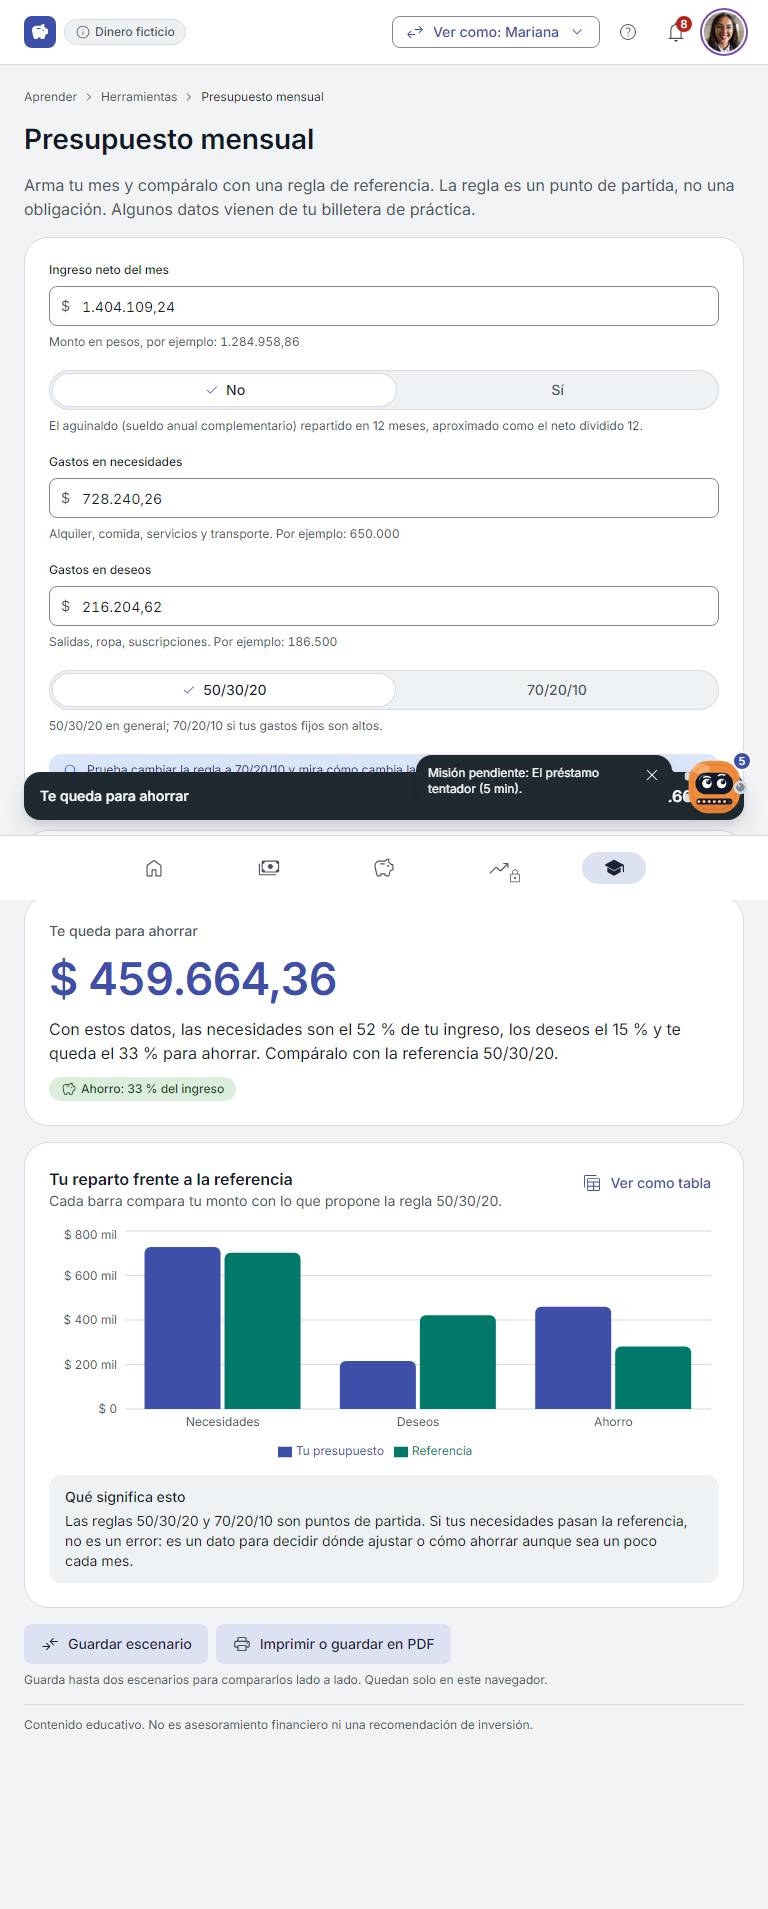 Dinero ficticio
Ver como: Mariana
8
Aprender
Herramientas
Presupuesto mensual
Presupuesto mensual
Arma tu mes y compáralo con una regla de referencia. La regla es un punto de partida, no una
obligación. Algunos datos vienen de tu billetera de práctica.
Ingreso neto del mes
$ 1.404.109,24
Monto en pesos, por ejemplo: 1.284.958,86
No
Sí
El aguinaldo (sueldo anual complementario) repartido en 12 meses, aproximado como el neto dividido 12.
Gastos en necesidades
$ 728.240,26
Alquiler, comida, servicios y transporte. Por ejemplo: 650.000
Gastos en deseos
$ 216.204,62
Salidas, ropa, suscripciones. Por ejemplo: 186.500
50/30/20
70/20/10
50/30/20 en general; 70/20/10 si tus gastos fijos son altos.
Prueba cambiar la regla a 70/20/10 y mira cómo cambia la
Misión pendiente: El préstamo
tentador (5 min).
5
Te queda para ahorrar
Te queda para ahorrar
$ 459.664,36
Con estos datos, las necesidades son el 52 % de tu ingreso, los deseos el 15 % y te
queda el 33 % para ahorrar. Compáralo con la referencia 50/30/20.
Ahorro: 33 % del ingreso
Tu reparto frente a la referencia
Ver como tabla
Cada barra compara tu monto con lo que propone la regla 50/30/20.
$ 800 mil
$ 600 mil
$ 400 mil
$ 200 mil
$ 0
Necesidades
Deseos
Ahorro
Tu presupuesto
Referencia
Qué significa esto
Las reglas 50/30/20 y 70/20/10 son puntos de partida. Si tus necesidades pasan la referencia,
no es un error: es un dato para decidir dónde ajustar o cómo ahorrar aunque sea un poco
cada mes.
Guardar escenario
Imprimir o guardar en PDF
Guarda hasta dos escenarios para compararlos lado a lado. Quedan solo en este navegador.
Contenido educativo. No es asesoramiento financiero ni una recomendación de inversión.